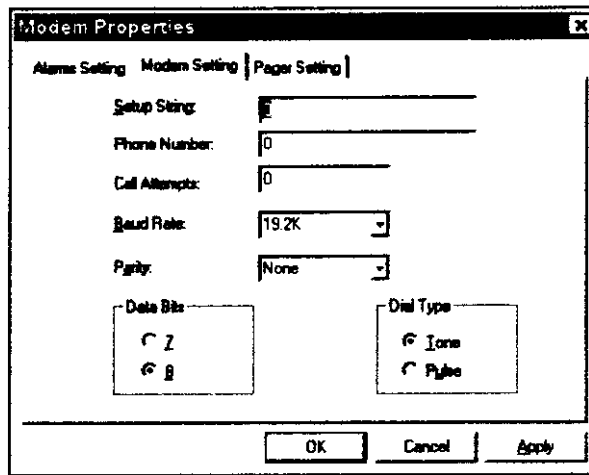 Modem Properties
Alarms Setting Modem Setting Pager Setting
Setup String:
Phone Number: 0
Call Attempts: 0
Baud Rate: 19.2K
Parity: None
Data Bits Dial Type
7 Tone
8 Pulse
OK Cancel Apply